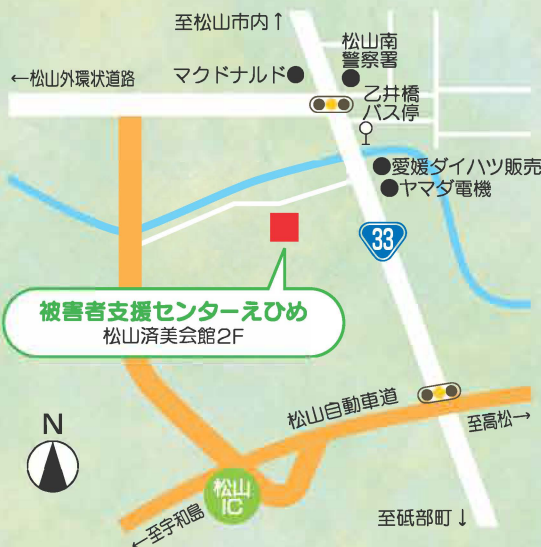 至松山市内↑
松山南
警察署
マクドナルド●
←松山外環状道路
乙井橋
バス停
●愛媛ダイハツ販売
●ヤマダ電機
33
被害者支援センターえひめ
松山済美会館2F
松山自動車道
至高松→
N
松山
IC
←至宇和島
至砥部町↓